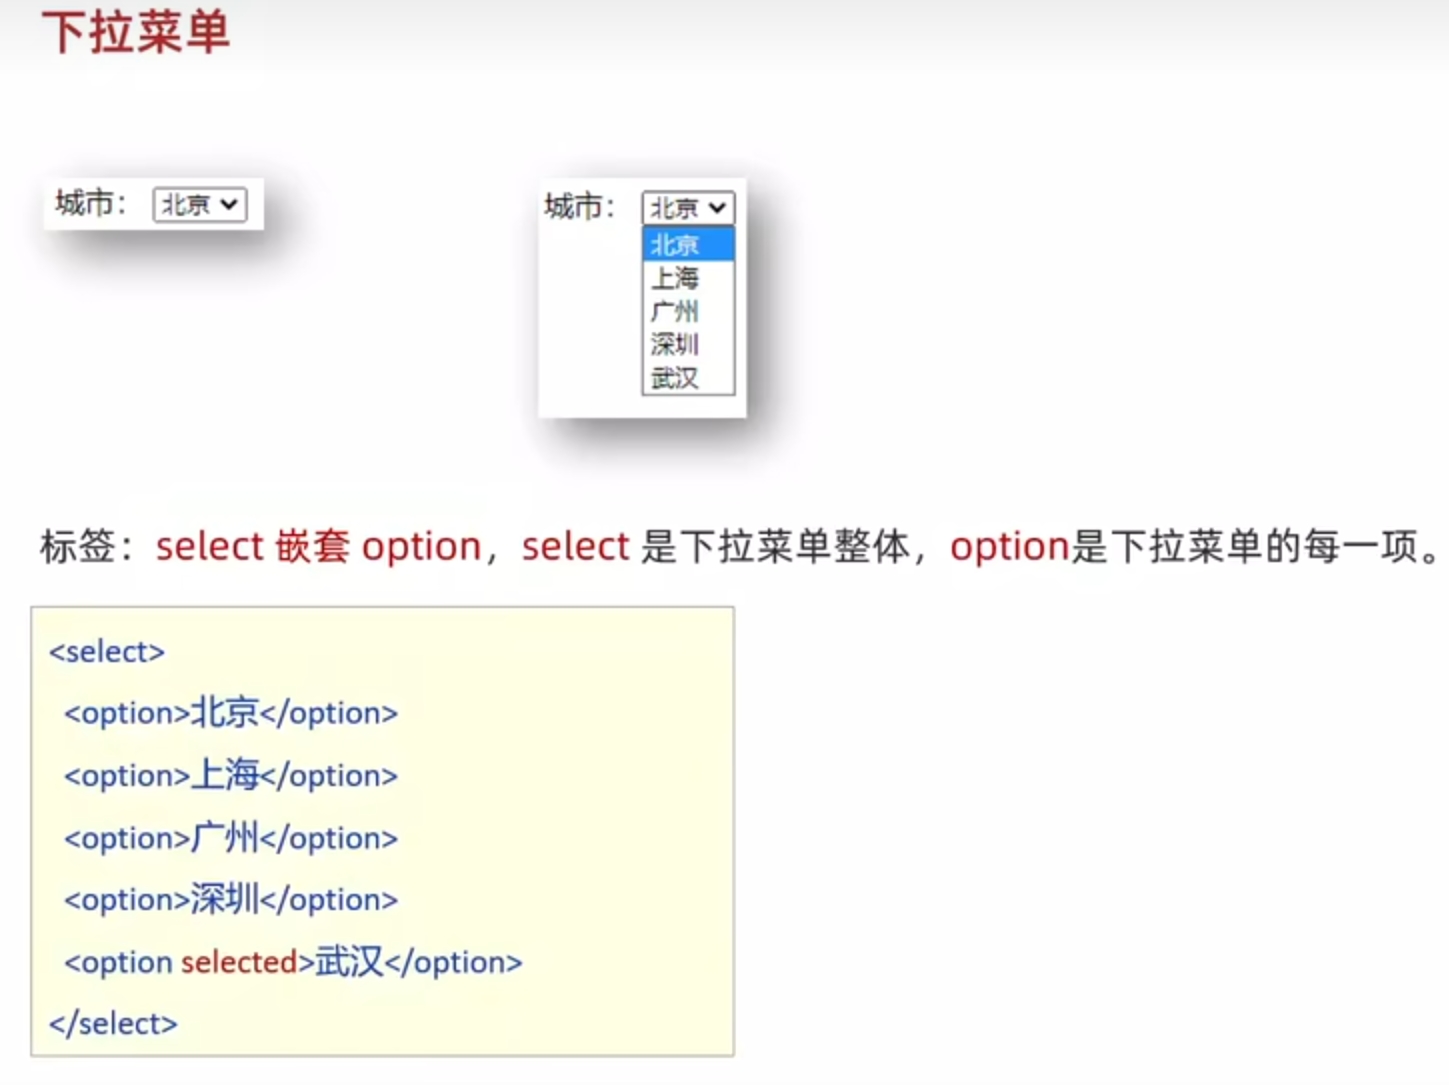 下拉菜单
城市： 北京
城市： 北京
北京
上海
广州
深圳
武汉
标签：select 嵌套 option，select 是下拉菜单整体，option是下拉菜单的每一项。
<select>
<option>北京</option>
<option>上海</option>
<option>广州</option>
<option>深圳</option>
<option selected>武汉</option>
</select>